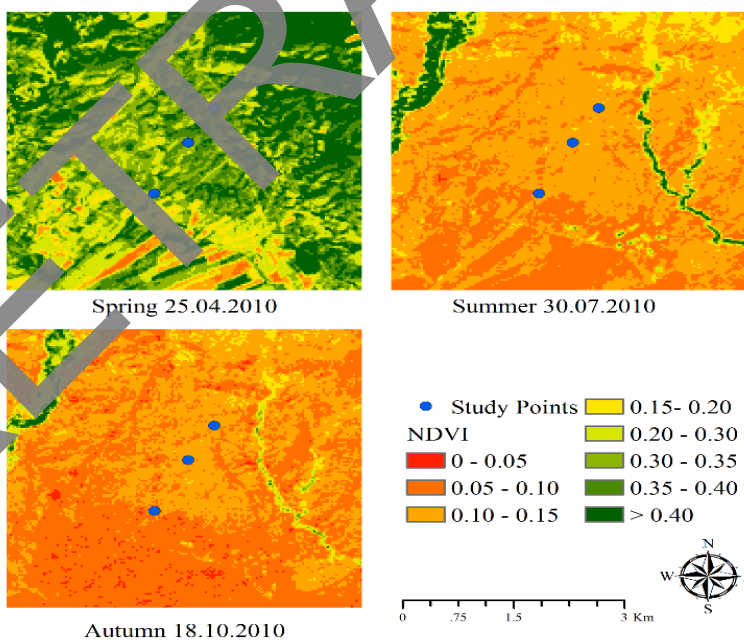 Spring 25.04.2010
Summer 30.07.2010
Autumn 18.10.2010
Study Points
NDVI
0 - 0.05
0.05 - 0.10
0.10 - 0.15
0.15- 0.20
0.20 - 0.30
0.30 - 0.35
0.35 - 0.40
> 0.40
N
W E
S
0 .75 1.5 3 Km